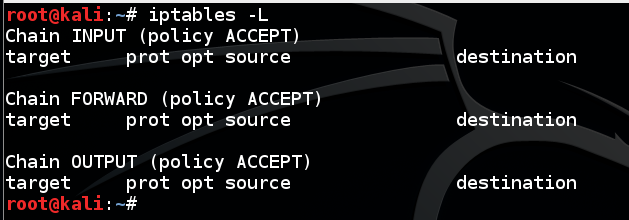 root@kali:~# iptables -L
Chain INPUT (policy ACCEPT)
target     prot opt source               destination
Chain FORWARD (policy ACCEPT)
target     prot opt source               destination
Chain OUTPUT (policy ACCEPT)
target     prot opt source               destination
root@kali:~#